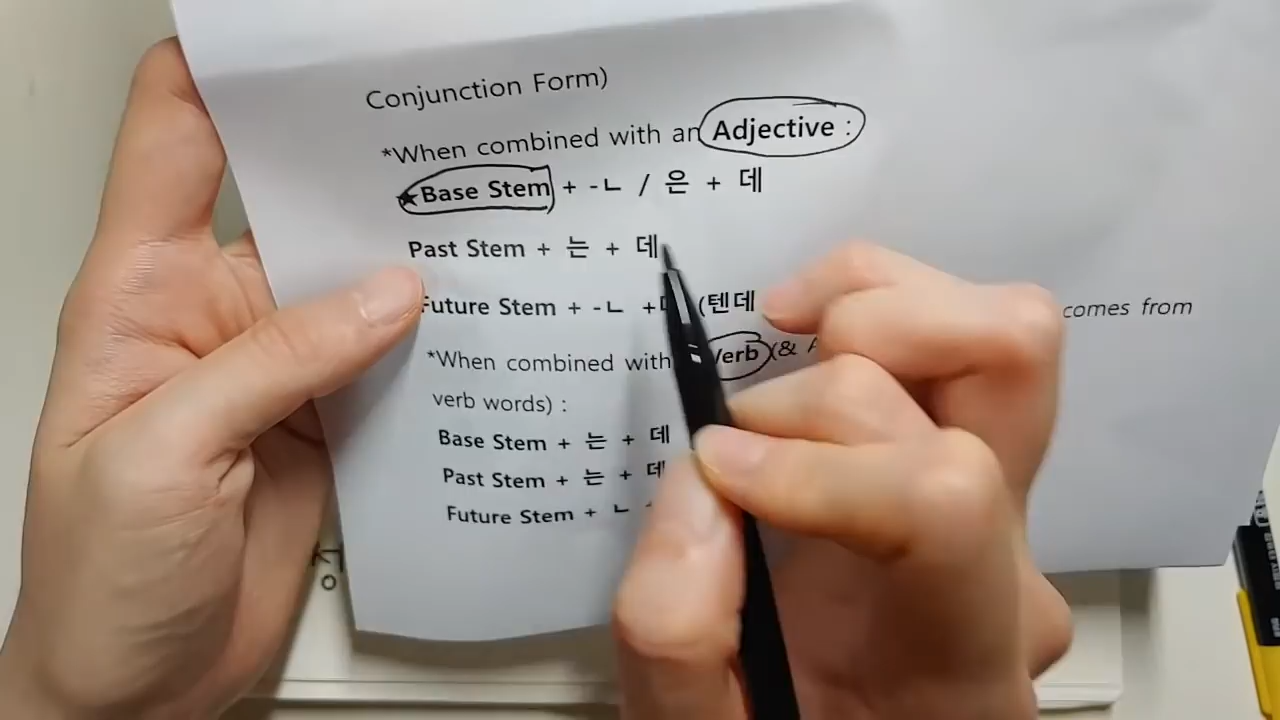 Conjunction Form)
*When combined with an Adjective :
★Base Stem + -ㄴ / 은 + 데
Past Stem + 는 + 데
Future Stem + -ㄴ + (텐데 comes from
*When combined with Verb (&
verb words) :
Base Stem + 는 + 데
Past Stem + 는 + 데
Future Stem + ㄴ